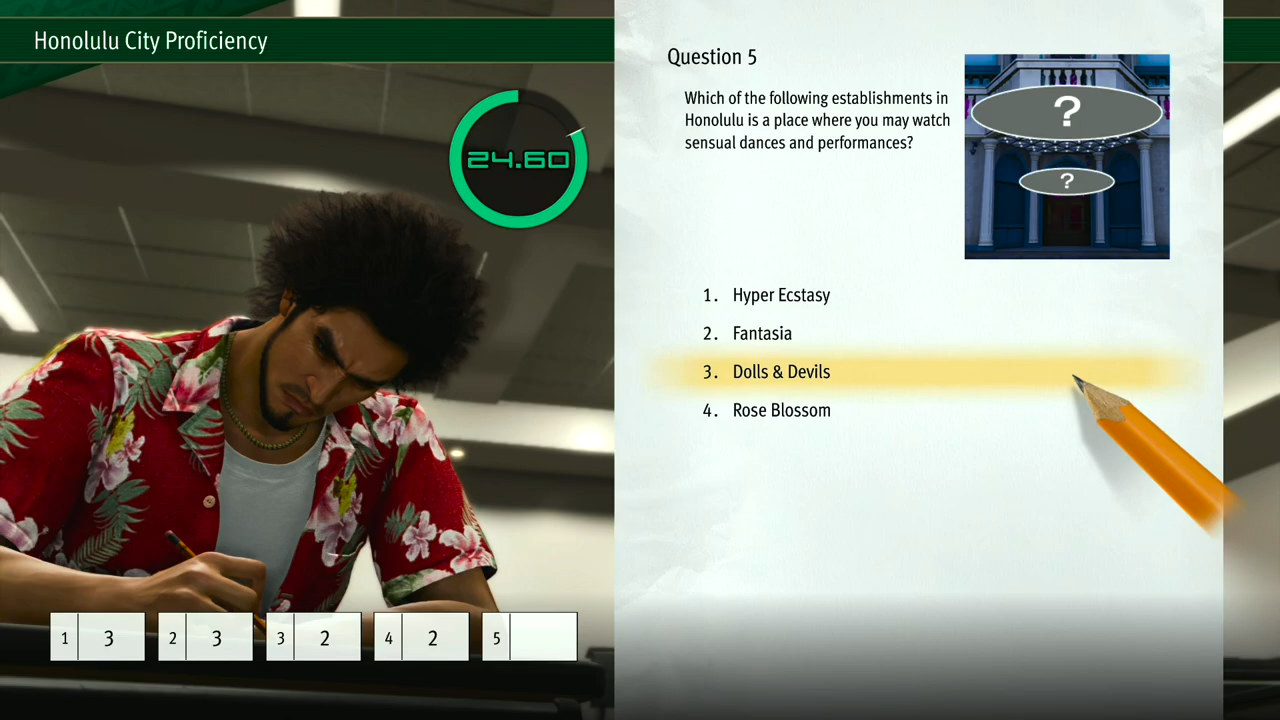 Honolulu City Proficiency
24.60
Question 5
Which of the following establishments in
Honolulu is a place where you may watch
sensual dances and performances?
?
?
1. Hyper Ecstasy
2. Fantasia
3. Dolls & Devils
4. Rose Blossom
1 3 2 3 3 2 4 2 5